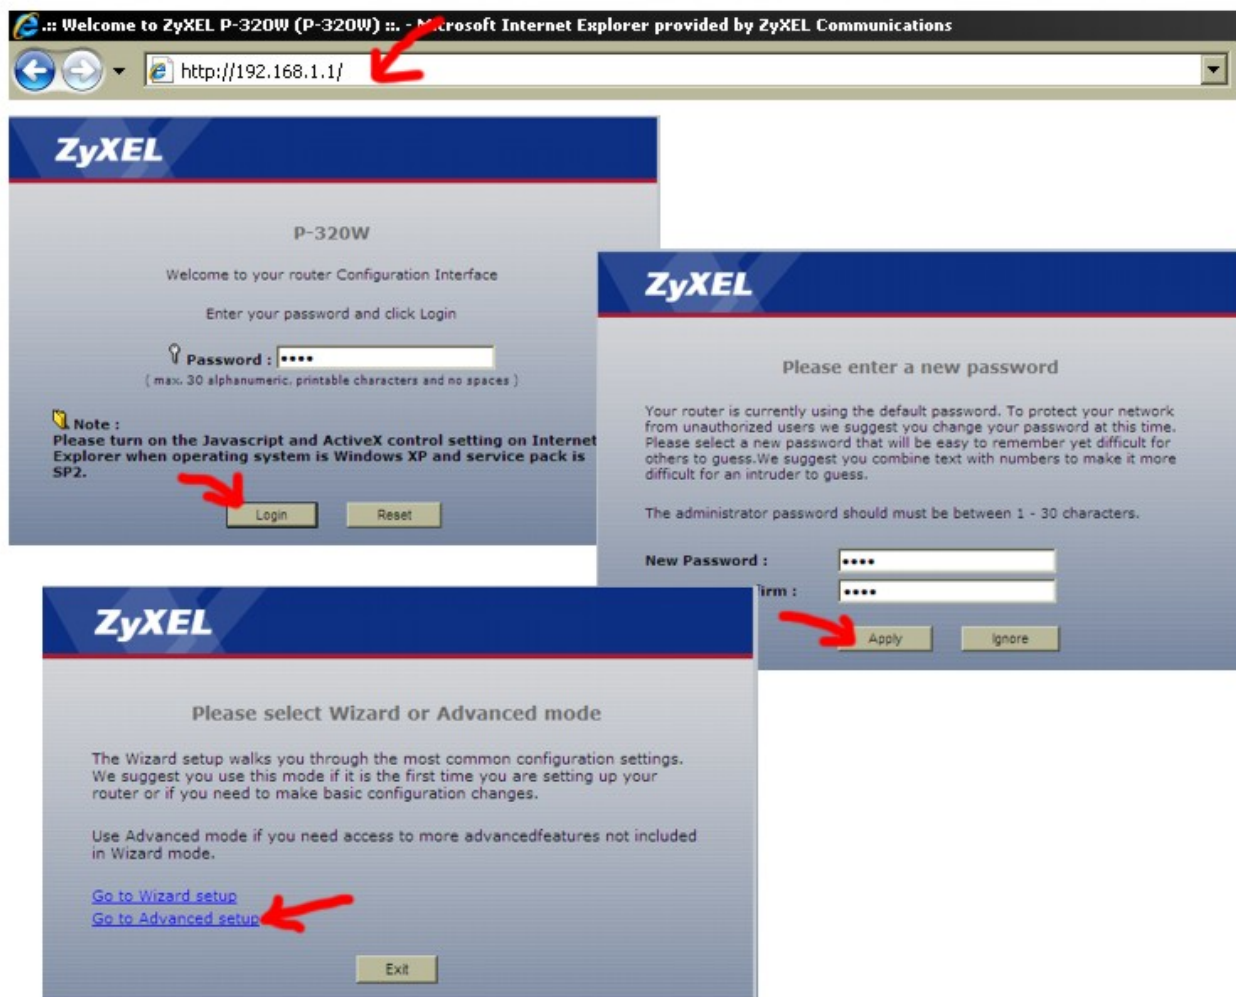 .:: Welcome to ZyXEL P-320W (P-320W) ::. - Microsoft Internet Explorer provided by ZyXEL Communications
http://192.168.1.1/
ZyXEL
P-320W
Welcome to your router Configuration Interface
Enter your password and click Login
Password :
( max. 30 alphanumeric, printable characters and no spaces )
Note :
Please turn on the Javascript and ActiveX control setting on Internet
Explorer when operating system is Windows XP and service pack is
SP2.
Login Reset
ZyXEL
Please enter a new password
Your router is currently using the default password. To protect your network
from unauthorized users we suggest you change your password at this time.
Please select a new password that will be easy to remember yet difficult for
others to guess.We suggest you combine text with numbers to make it more
difficult for an intruder to guess.
The administrator password should must be between 1 - 30 characters.
New Password :
firm :
Apply Ignore
ZyXEL
Please select Wizard or Advanced mode
The Wizard setup walks you through the most common configuration settings.
We suggest you use this mode if it is the first time you are setting up your
router or if you need to make basic configuration changes.
Use Advanced mode if you need access to more advancedfeatures not included
in Wizard mode.
Go to Wizard setup
Go to Advanced setup
Exit